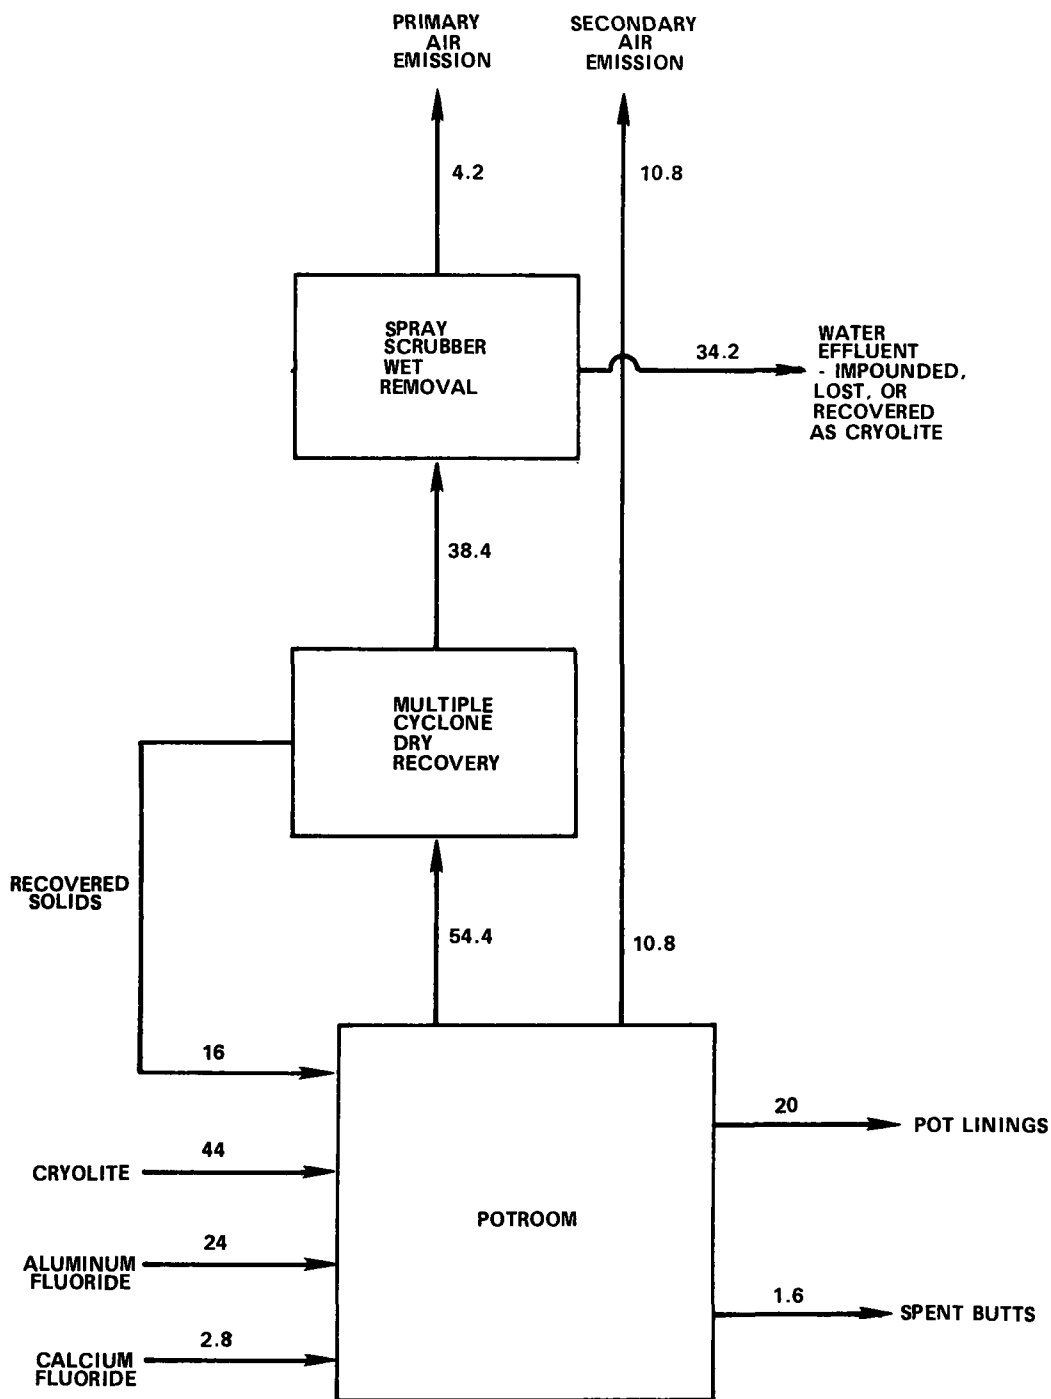 PRIMARY
AIR
EMISSION
SECONDARY
AIR
EMISSION
4.2
10.8
SPRAY
SCRUBBER
WET
REMOVAL
34.2
WATER
EFFLUENT
- IMPOUNDED,
LOST, OR
RECOVERED
AS CRYOLITE
38.4
MULTIPLE
CYCLONE
DRY
RECOVERY
RECOVERED
SOLIDS
54.4
10.8
16
20
POT LININGS
44
CRYOLITE
POTROOM
24
ALUMINUM
FLUORIDE
1.6
SPENT BUTTS
2.8
CALCIUM
FLUORIDE